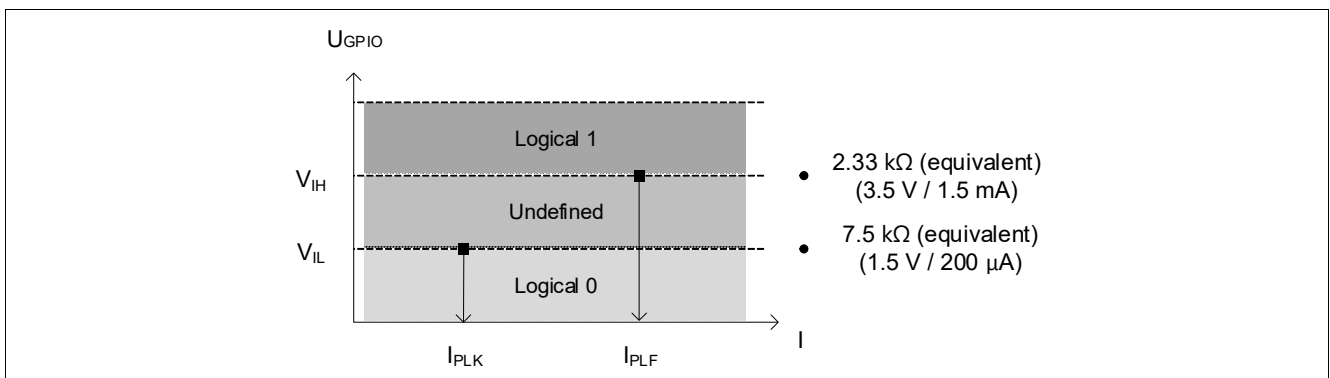 UGPIO
Logical 1
VIH
Undefined
VIL
Logical 0
IPLK
IPLF
I
2.33 kΩ (equivalent)
(3.5 V / 1.5 mA)
7.5 kΩ (equivalent)
(1.5 V / 200 µA)